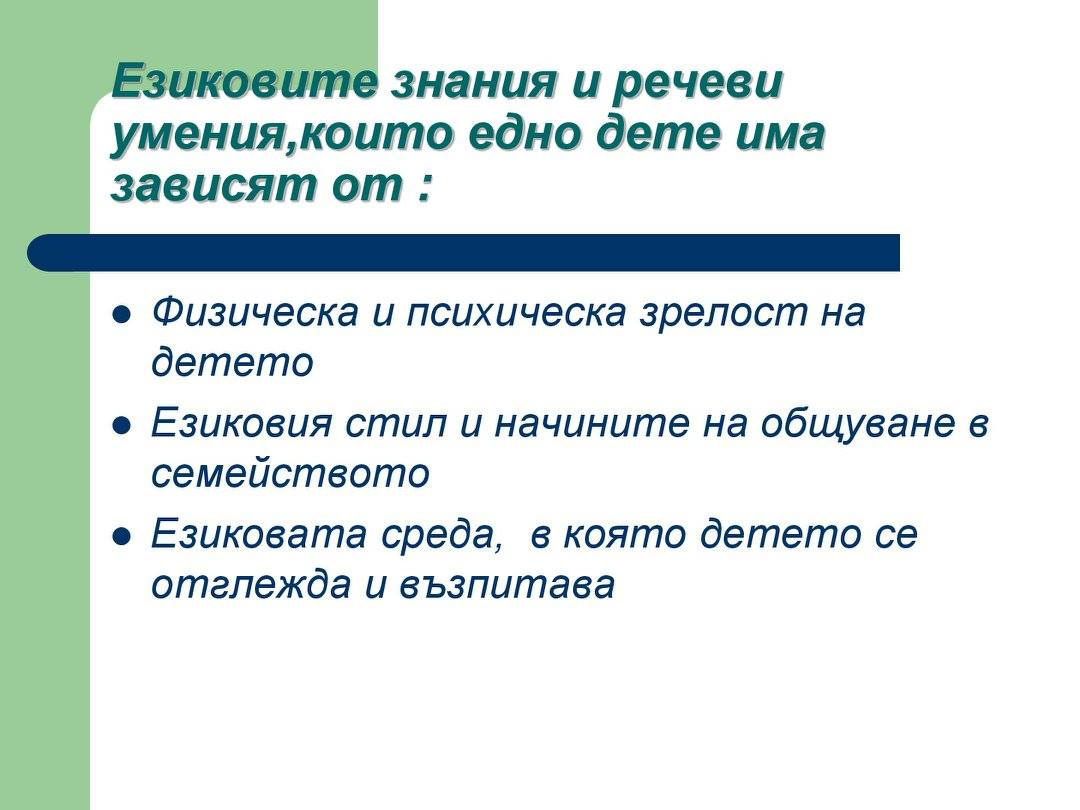 Езиковите знания и речеви
умения,които едно дете има
зависят от :
Физическа и психическа зрелост на
детето
Езиковия стил и начините на общуване в
семейството
Езиковата среда,  в която детето се
отглежда и възпитава